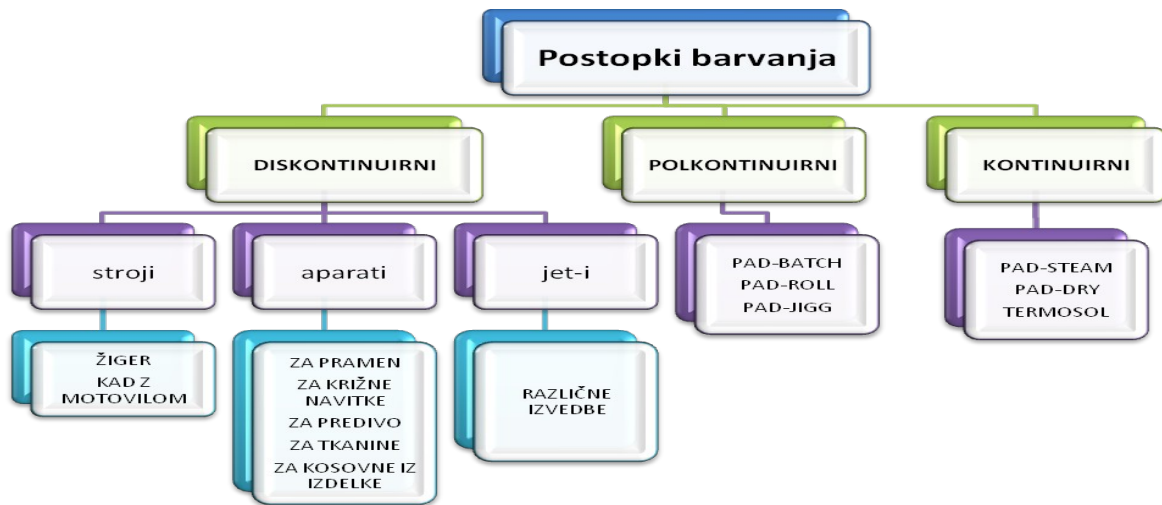 Postopki barvanja
DISKONTINUIRNI
POLKONTINUIRNI
KONTINUIRNI
stroji
aparati
jet-i
PAD-BATCH
PAD-ROLL
PAD-JIGG
PAD-STEAM
PAD-DRY
TERMOSOL
ŽIGER
KAD Z
MOTOVILOM
ZA PRAMEN
ZA KRIŽNE
NAVITKE
ZA PREDIVO
ZA TKANINE
ZA KOSOVNE IZ
IZDELKE
RAZLIČNE
IZVEDBE